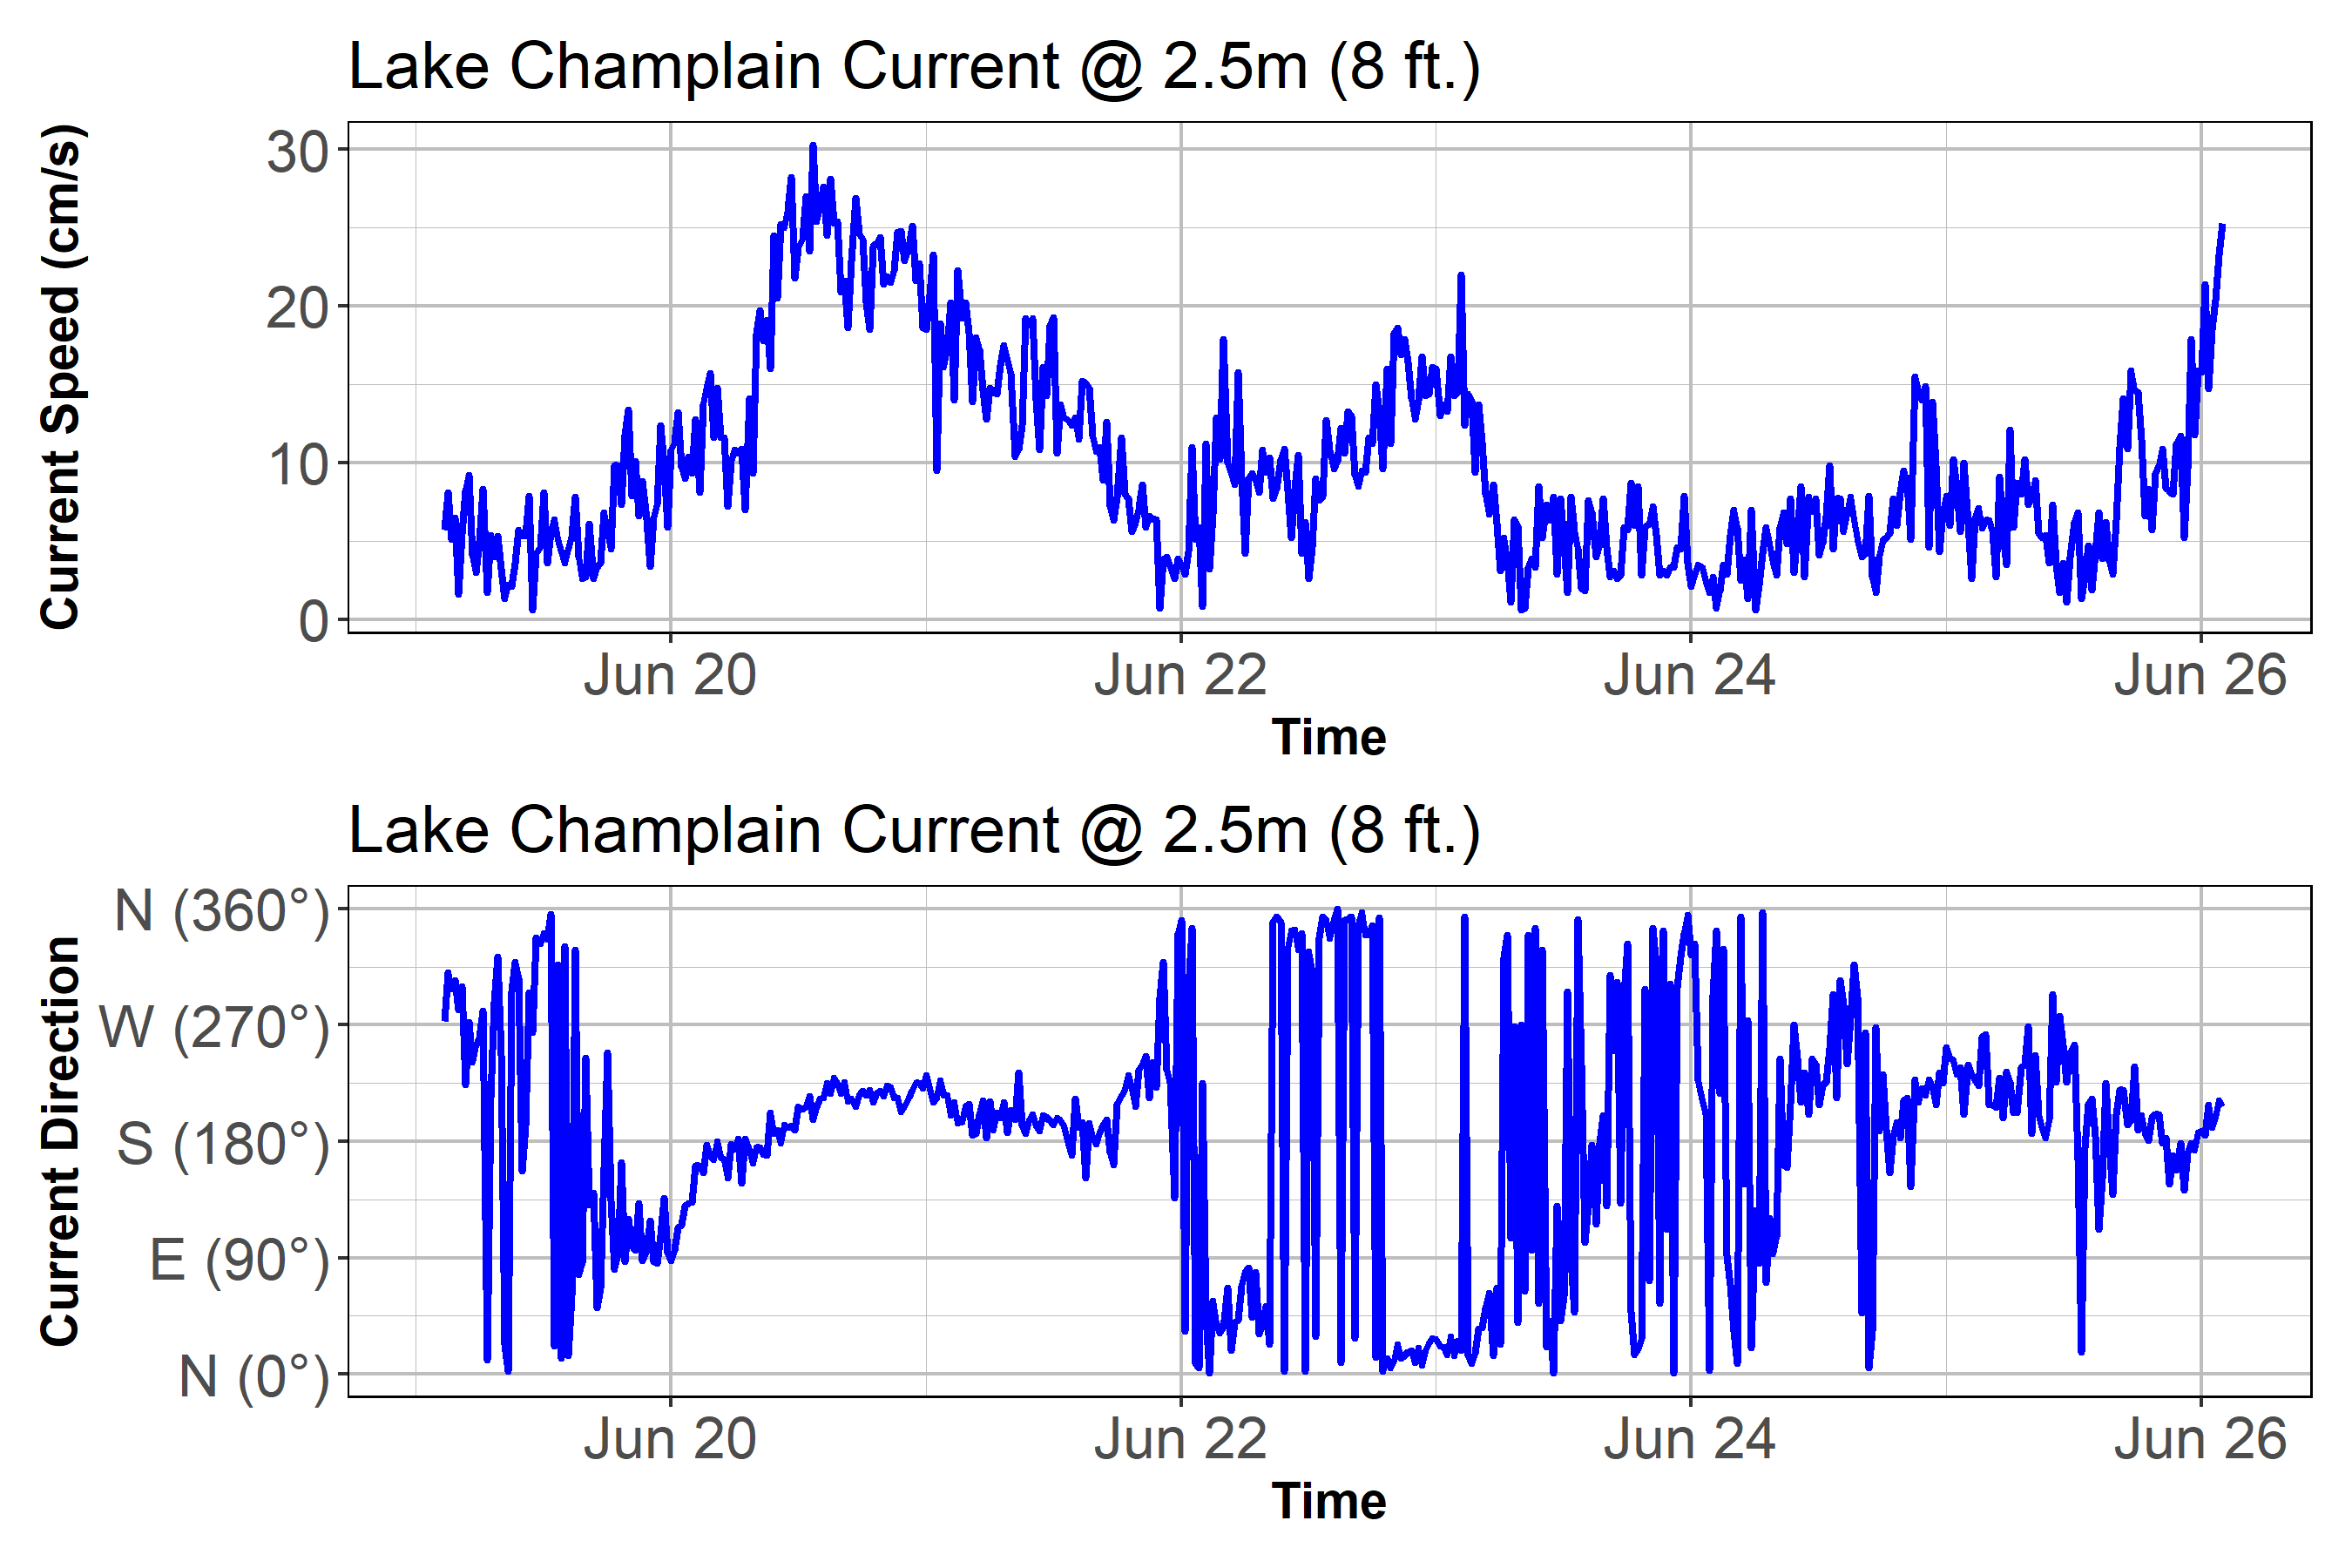 Lake Champlain Current @ 2.5m (8 ft.)
Current Speed (cm/s)
30
20
10
0
Jun 20
Jun 22
Jun 24
Jun 26
Time
Lake Champlain Current @ 2.5m (8 ft.)
Current Direction
N (360°)
W (270°)
S (180°)
E (90°)
N (0°)
Jun 20
Jun 22
Jun 24
Jun 26
Time